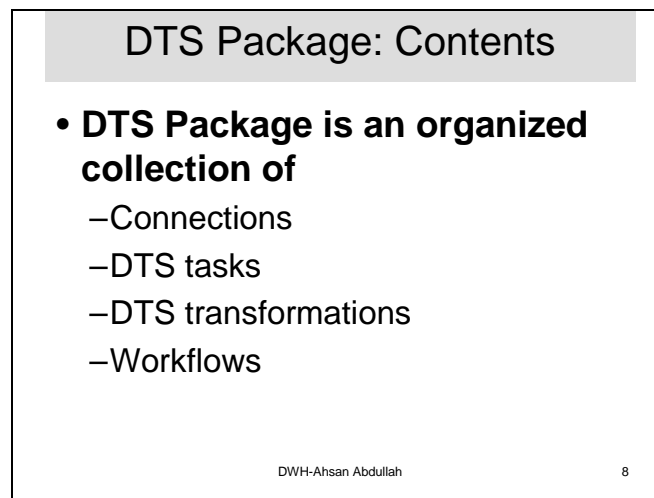 DTS Package: Contents
• DTS Package is an organized
collection of
–Connections
–DTS tasks
–DTS transformations
–Workflows
DWH-Ahsan Abdullah 8